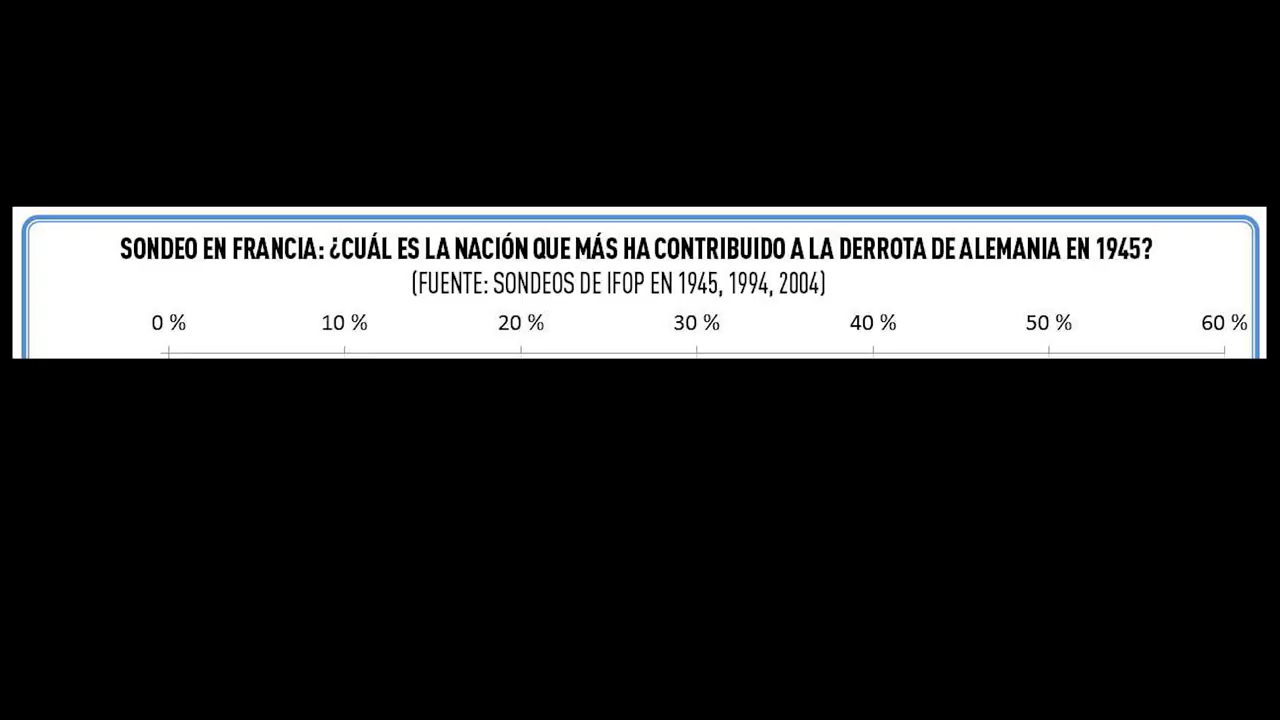 SONDEO EN FRANCIA: ¿CUÁL ES LA NACIÓN QUE MÁS HA CONTRIBUIDO A LA DERROTA DE ALEMANIA EN 1945?
(FUENTE: SONDEOS DE IFOP EN 1945, 1994, 2004)
0 % 10 % 20 % 30 % 40 % 50 % 60 %